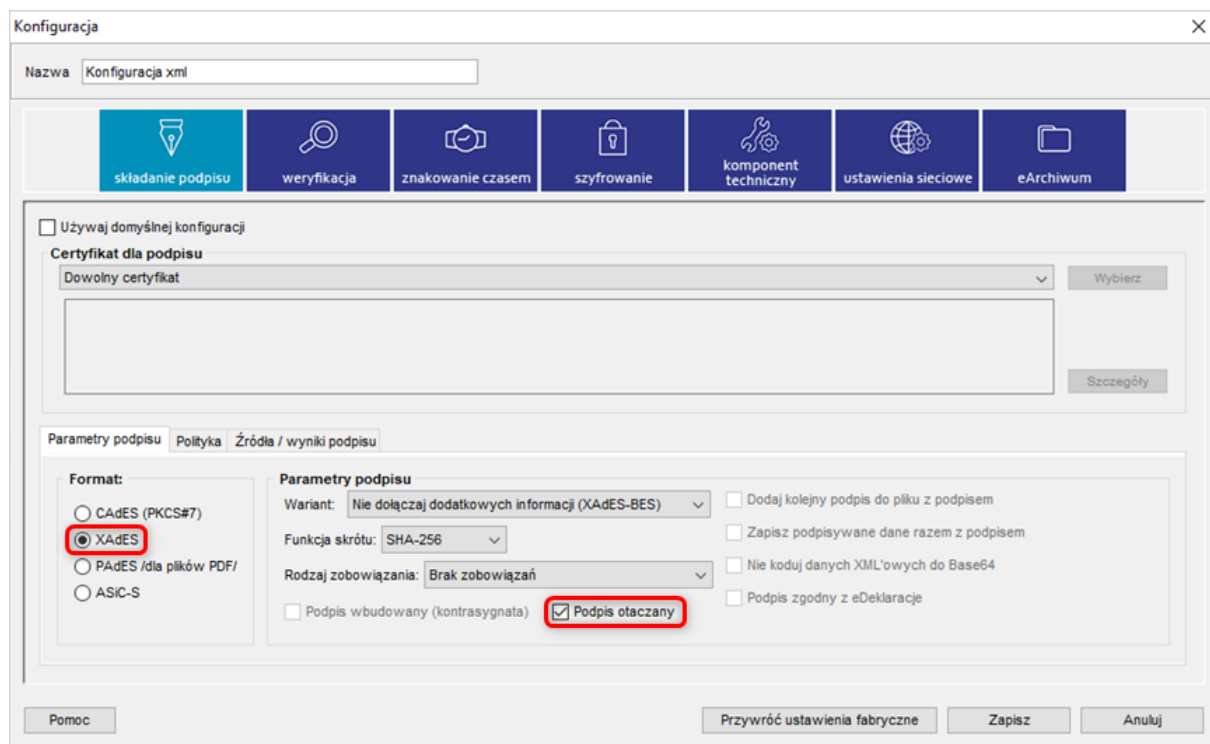 Konfiguracja
Nazwa Konfiguracja xml
składanie podpisu
weryfikacja
znakowanie czasem
szyfrowanie
komponent
techniczny
ustawienia sieciowe
eArchiwum
Używaj domyślnej konfiguracji
Certyfikat dla podpisu
Dowolny certyfikat
Wybierz
Szczegóły
Parametry podpisu
Polityka
Źródła / wyniki podpisu
Format:
CAdES (PKCS#7)
XAdES
PAdES /dla plików PDF/
ASiC-S
Parametry podpisu
Wariant: Nie dołączaj dodatkowych informacji (XAdES-BES)
Funkcja skrótu: SHA-256
Rodzaj zobowiązania: Brak zobowiązań
Podpis wbudowany (kontrasygnata)
Podpis otaczany
Dodaj kolejny podpis do pliku z podpisem
Zapisz podpisywane dane razem z podpisem
Nie koduj danych XML'owych do Base64
Podpis zgodny z eDeklaracje
Pomoc
Przywróć ustawienia fabryczne
Zapisz
Anuluj